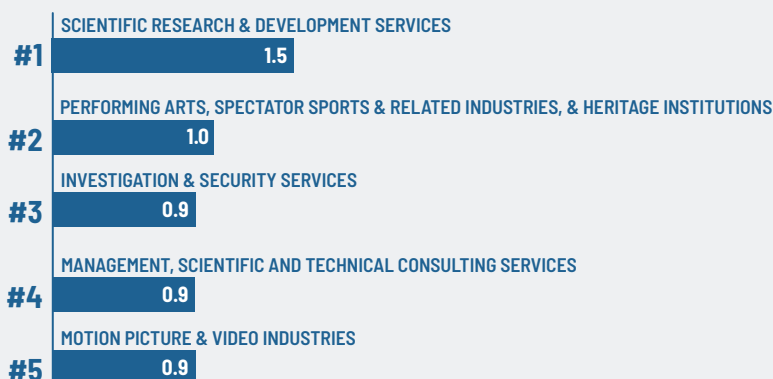 SCIENTIFIC RESEARCH & DEVELOPMENT SERVICES
#1 1.5
PERFORMING ARTS, SPECTATOR SPORTS & RELATED INDUSTRIES, & HERITAGE INSTITUTIONS
#2 1.0
INVESTIGATION & SECURITY SERVICES
#3 0.9
MANAGEMENT, SCIENTIFIC AND TECHNICAL CONSULTING SERVICES
#4 0.9
MOTION PICTURE & VIDEO INDUSTRIES
#5 0.9